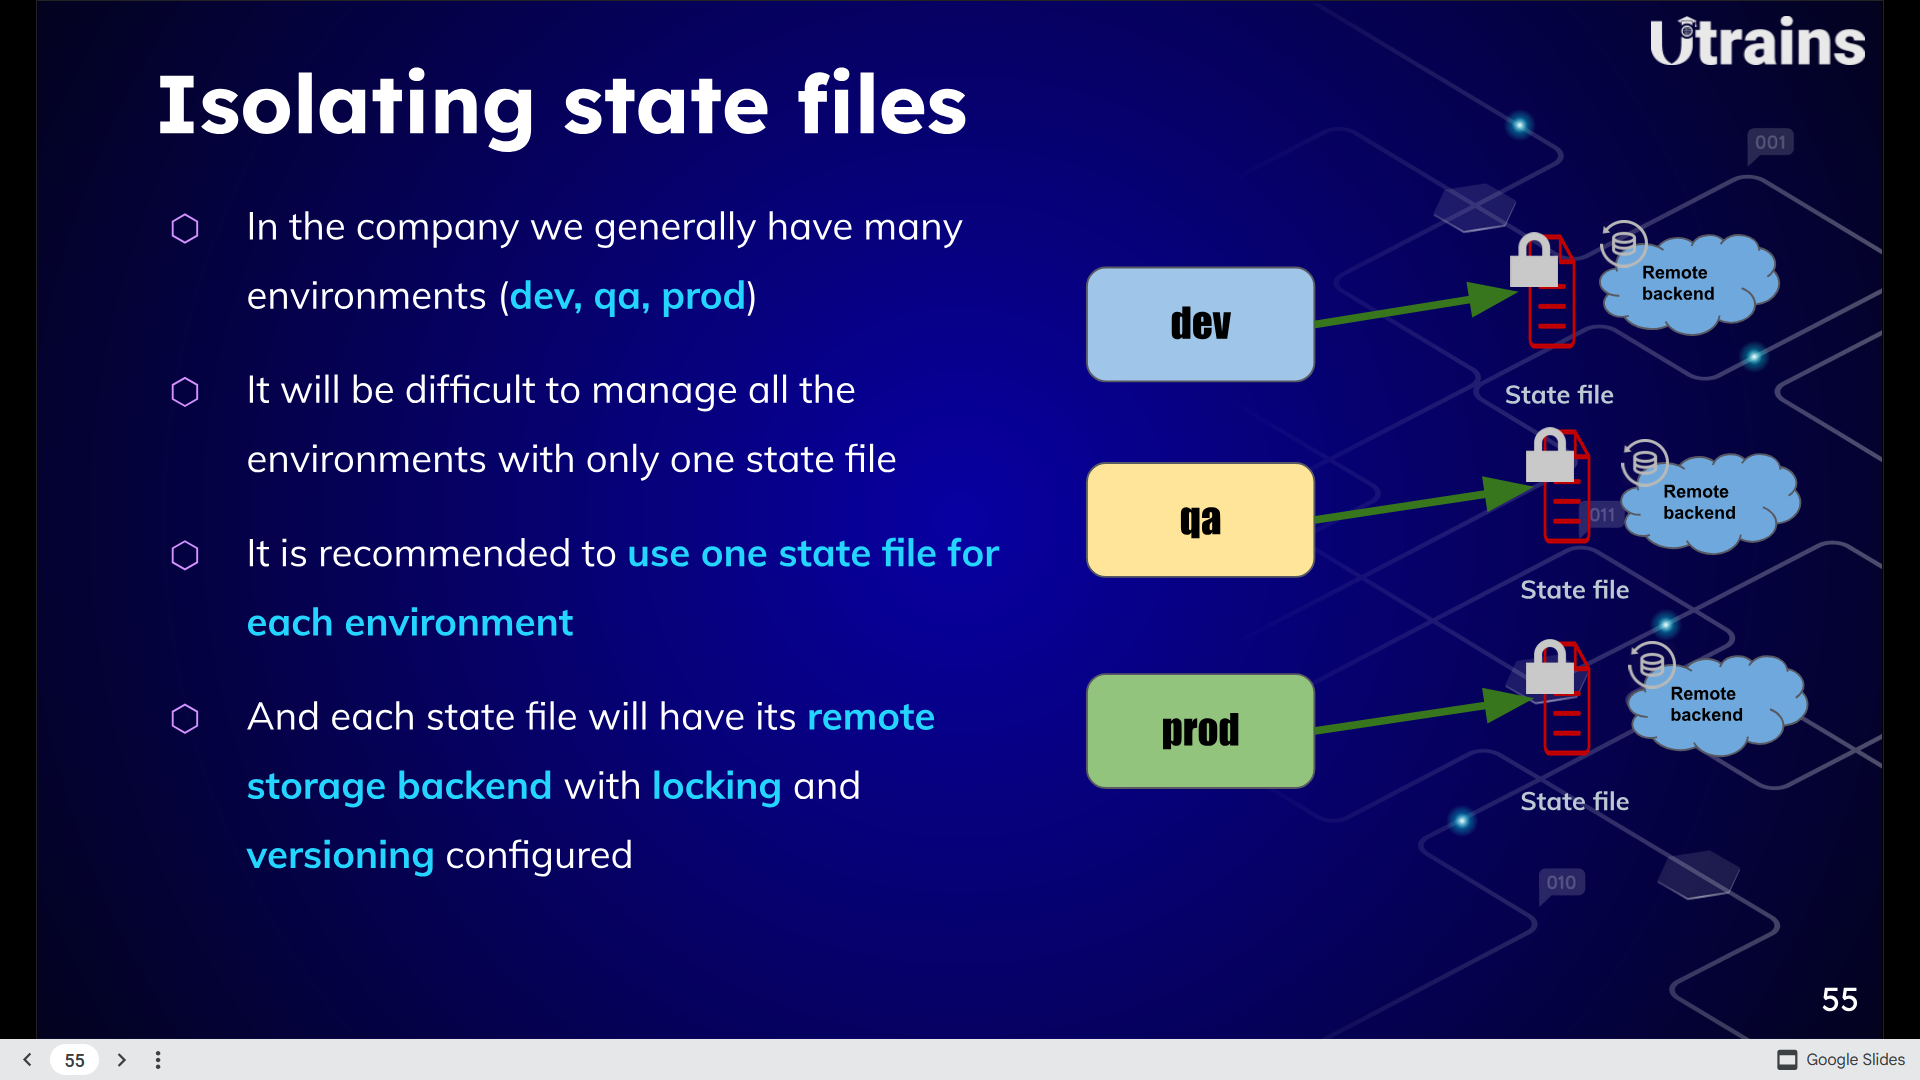 Utrains
Isolating state files
In the company we generally have many
environments (dev, qa, prod)
It will be difficult to manage all the
environments with only one state file
It is recommended to use one state file for
each environment
And each state file will have its remote
storage backend with locking and
versioning configured
001
dev
Remote
backend
State file
qa
011
Remote
backend
State file
prod
Remote
backend
State file
010
55
55
Google Slides